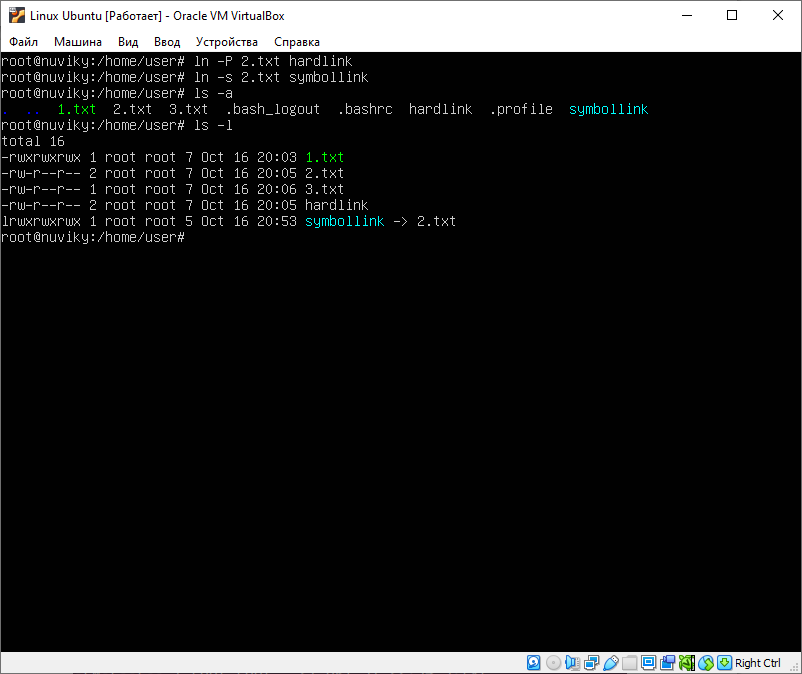 Linux Ubuntu [Работает] - Oracle VM VirtualBox
Файл Машина Вид Ввод Устройства Справка
root@nuviky:/home/user# ln -P 2.txt hardlink
root@nuviky:/home/user# ln -s 2.txt symbollink
root@nuviky:/home/user# ls -a
. .. 1.txt 2.txt 3.txt .bash_logout .bashrc hardlink .profile symbollink
root@nuviky:/home/user# ls -l
total 16
-rwxrwxrwx 1 root root 7 Oct 16 20:03 1.txt
-rw-r--r-- 2 root root 7 Oct 16 20:05 2.txt
-rw-r--r-- 1 root root 7 Oct 16 20:06 3.txt
-rw-r--r-- 2 root root 7 Oct 16 20:05 hardlink
lrwxrwxrwx 1 root root 5 Oct 16 20:53 symbollink -> 2.txt
root@nuviky:/home/user#
Right Ctrl